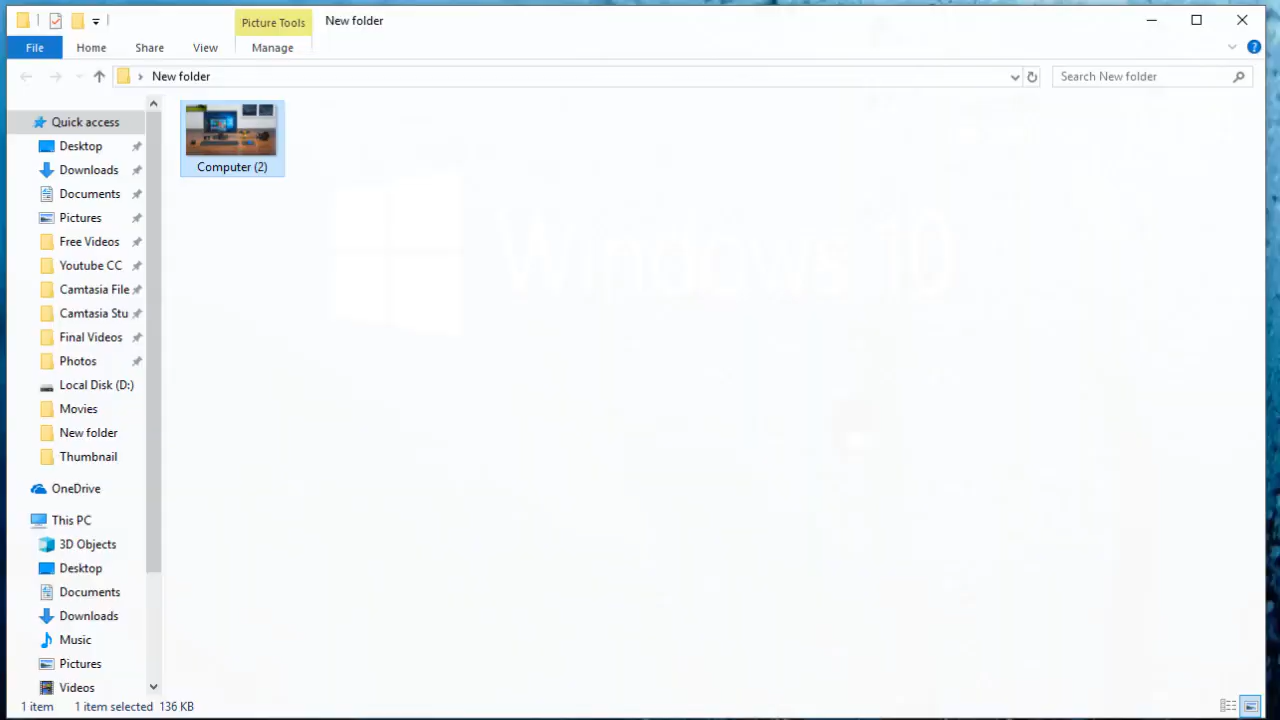 Picture Tools
New folder
File
Home
Share
View
Manage
New folder
Search New folder
Quick access
Desktop
Downloads
Documents
Pictures
Free Videos
Youtube CC
Camtasia File
Camtasia Stu
Final Videos
Photos
Local Disk (D:)
Movies
New folder
Thumbnail
OneDrive
This PC
3D Objects
Desktop
Documents
Downloads
Music
Pictures
Videos
Computer (2)
Windows 10
1 item
1 item selected 136 KB